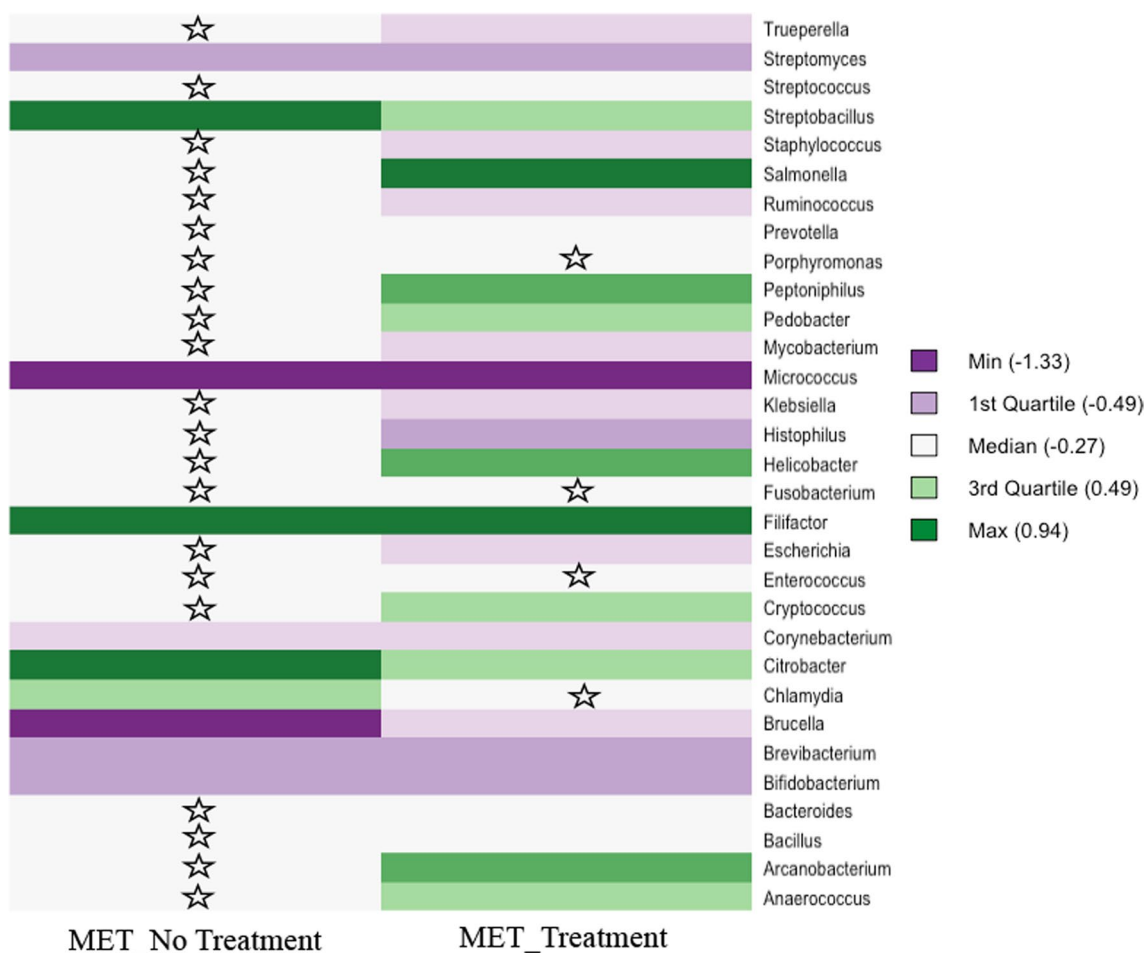 Trueperella
Streptomyces
Streptococcus
Streptobacillus
Staphylococcus
Salmonella
Ruminococcus
Prevotella
Porphyromonas
Peptoniphilus
Pedobacter
Mycobacterium
Micrococcus
Klebsiella
Histophilus
Helicobacter
Fusobacterium
Filifactor
Escherichia
Enterococcus
Cryptococcus
Corynebacterium
Citrobacter
Chlamydia
Brucella
Brevibacterium
Bifidobacterium
Bacteroides
Bacillus
Arcanobacterium
Anaerococcus
Min (-1.33)
1st Quartile (-0.49)
Median (-0.27)
3rd Quartile (0.49)
Max (0.94)
MET No Treatment
MET_Treatment